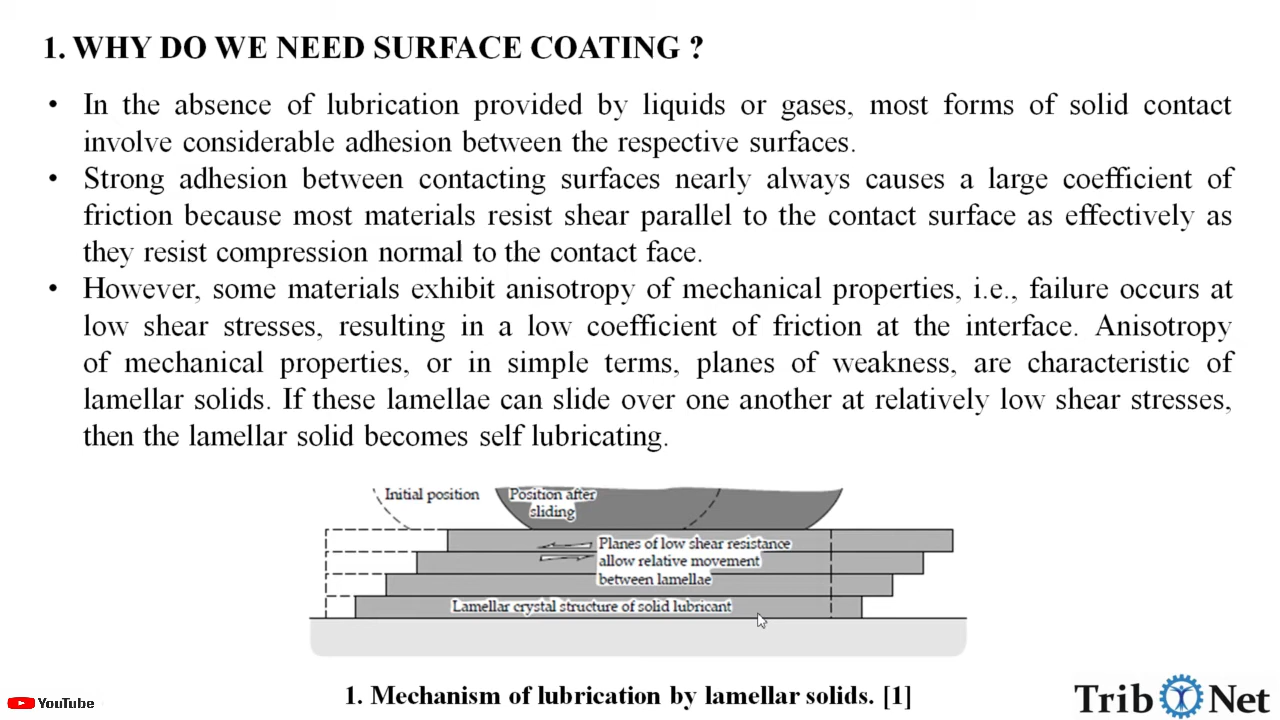 1. WHY DO WE NEED SURFACE COATING ?
• In the absence of lubrication provided by liquids or gases, most forms of solid contact
involve considerable adhesion between the respective surfaces.
• Strong adhesion between contacting surfaces nearly always causes a large coefficient of
friction because most materials resist shear parallel to the contact surface as effectively as
they resist compression normal to the contact face.
• However, some materials exhibit anisotropy of mechanical properties, i.e., failure occurs at
low shear stresses, resulting in a low coefficient of friction at the interface. Anisotropy
of mechanical properties, or in simple terms, planes of weakness, are characteristic of
lamellar solids. If these lamellae can slide over one another at relatively low shear stresses,
then the lamellar solid becomes self lubricating.
Initial position
Position after
sliding
Planes of low shear resistance
allow relative movement
between lamellae
Lamellar crystal structure of solid lubricant
1. Mechanism of lubrication by lamellar solids. [1]
YouTube
Trib Net